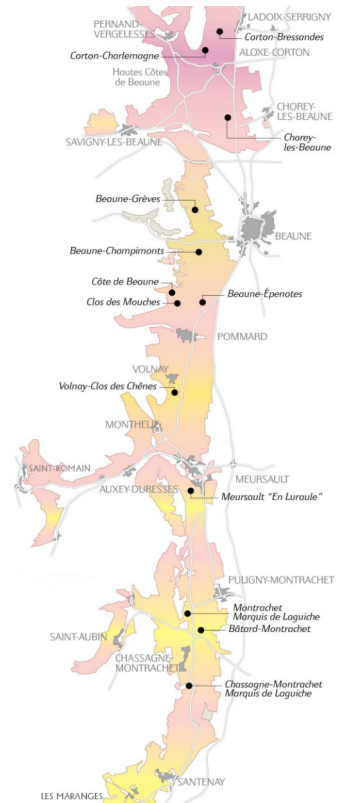 PERNAND-
VERGELESSES
LADOIX-SERRIGNY
Corton-Bressandes
Corton-Charlemagne
ALOXE-CORTON
Hautes Côtes
de Beaune
CHOREY-
LES-BEAUNE
SAVIGNY-LES-BEAUNE
Chorey-
les-Beaune
Beaune-Grèves
BEAUNE
Beaune-Champimonts
Côte de Beaune
Clos des Mouches
Beaune-Épenotes
POMMARD
VOLNAY
Volnay-Clos des Chênes
MONTHELIE
SAINT-ROMAIN
MEURSAULT
AUXEY-DURESSES
Meursault "En Luraule"
PULIGNY-MONTRACHET
Montrachet
Marquis de Laguiche
Bâtard-Montrachet
SAINT-AUBIN
CHASSAGNE-
MONTRACHET
Chassagne-Montrachet
Marquis de Laguiche
SANTENAY
LES MARANGES